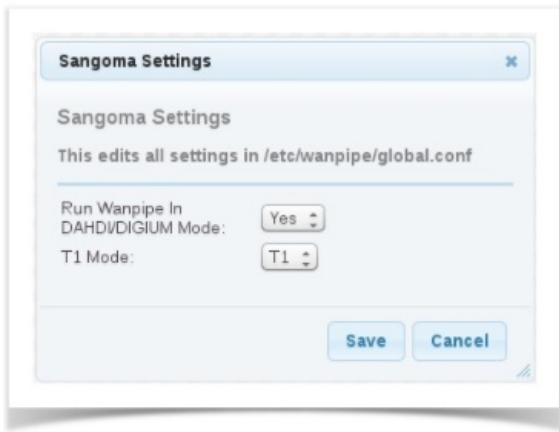 Sangoma Settings
Sangoma Settings
This edits all settings in /etc/wanpipe/global.conf
Run Wanpipe In
DAHDI/DIGIUM Mode:
Yes
T1 Mode:
T1
Save
Cancel